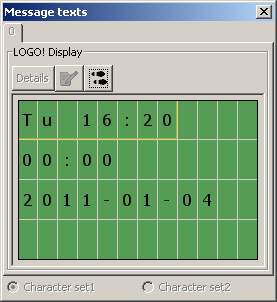 Message texts
0
LOGO! Display
Details
Tu 16:20
00:00
2011-01-04
Character set1 Character set2